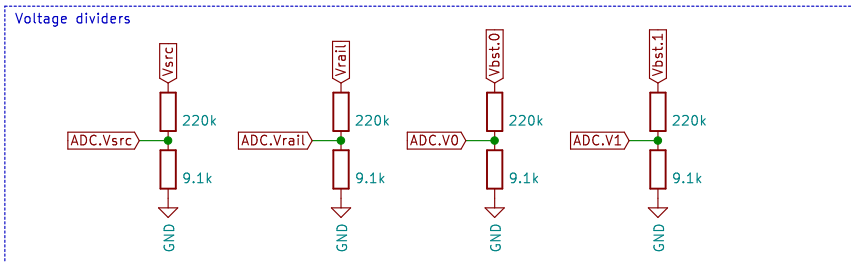 Voltage dividers
Vsrc
Vrail
Vbst.0
Vbst.1
220k
220k
220k
220k
ADC.Vsrc
ADC.Vrail
ADC.V0
ADC.V1
9.1k
9.1k
9.1k
9.1k
GND
GND
GND
GND